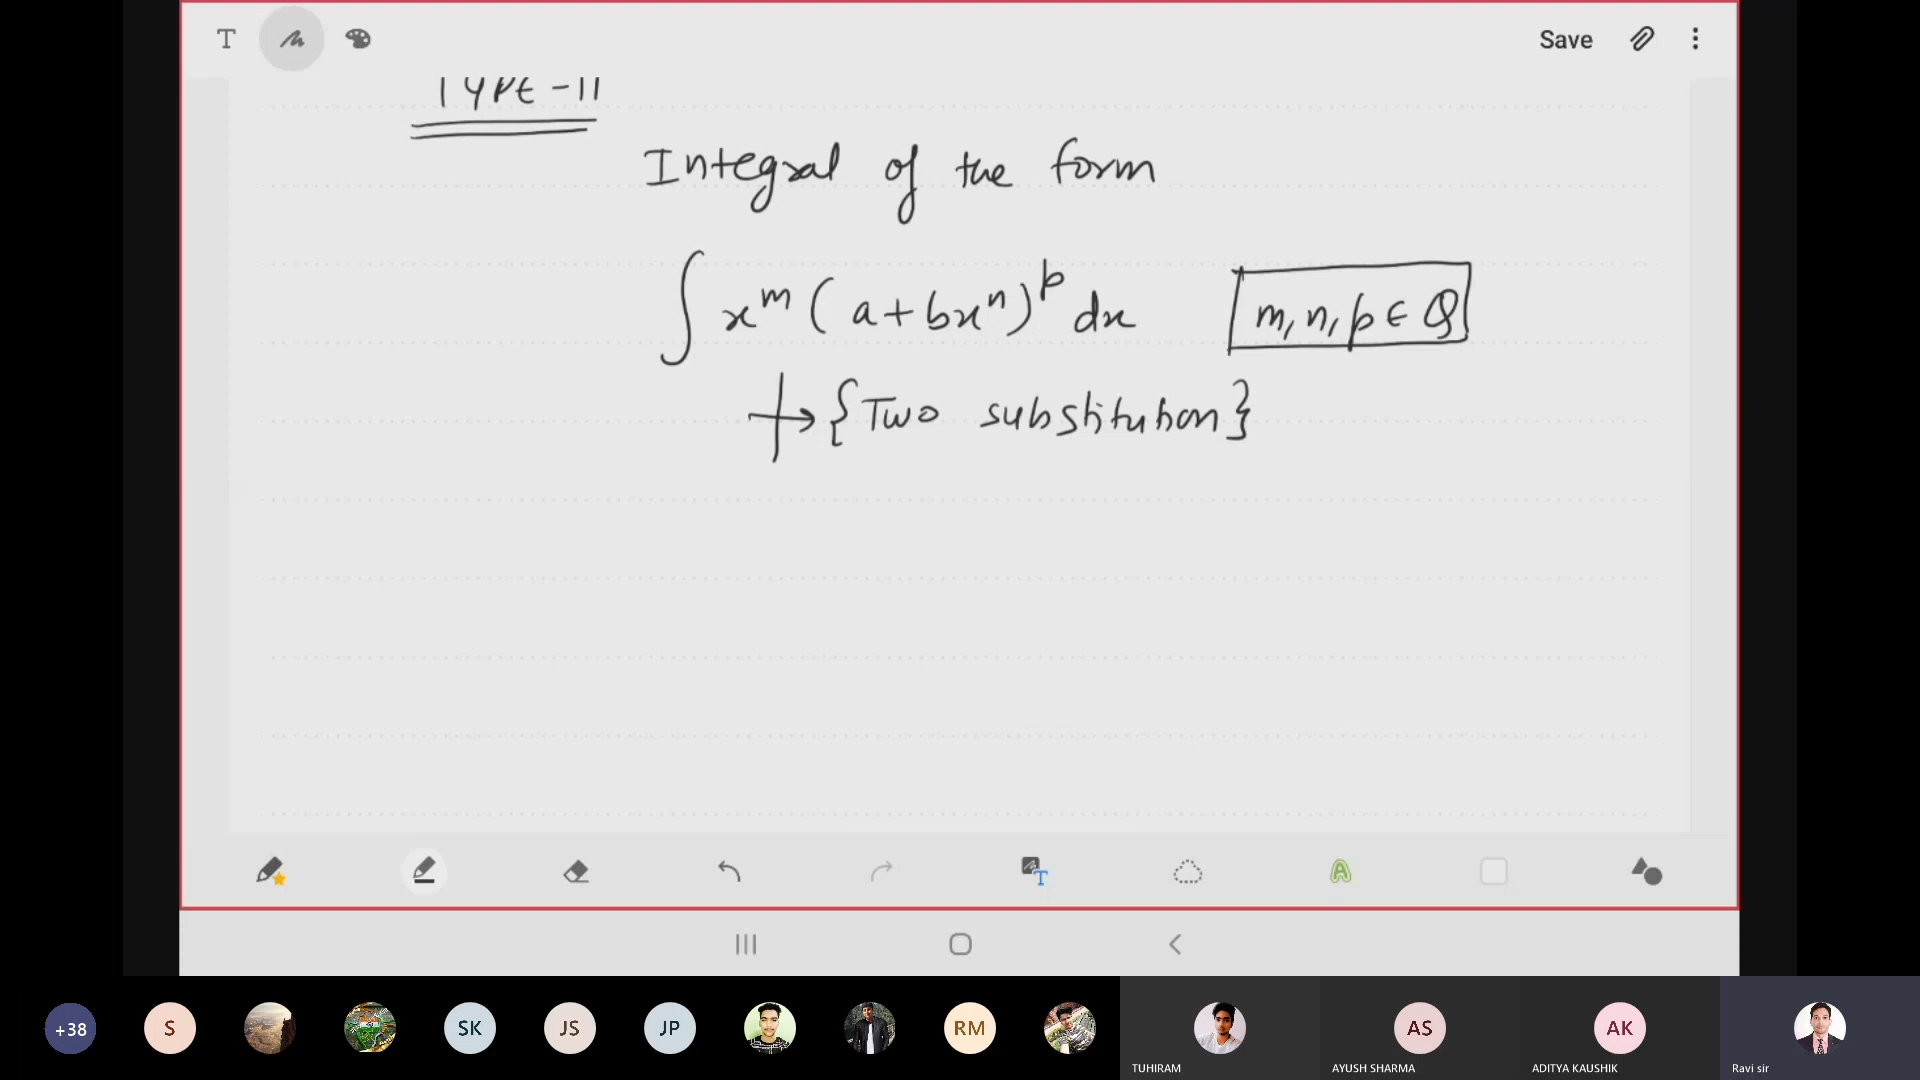 T Save
TYPE-II
Integral of the form
∫ x^m (a+bx^n)^p dx [m, n, p ∈ Q]
→ {Two substitution}
T A
+38 S SK JS JP RM AS AK
TUHIRAM AYUSH SHARMA ADITYA KAUSHIK Ravi sir